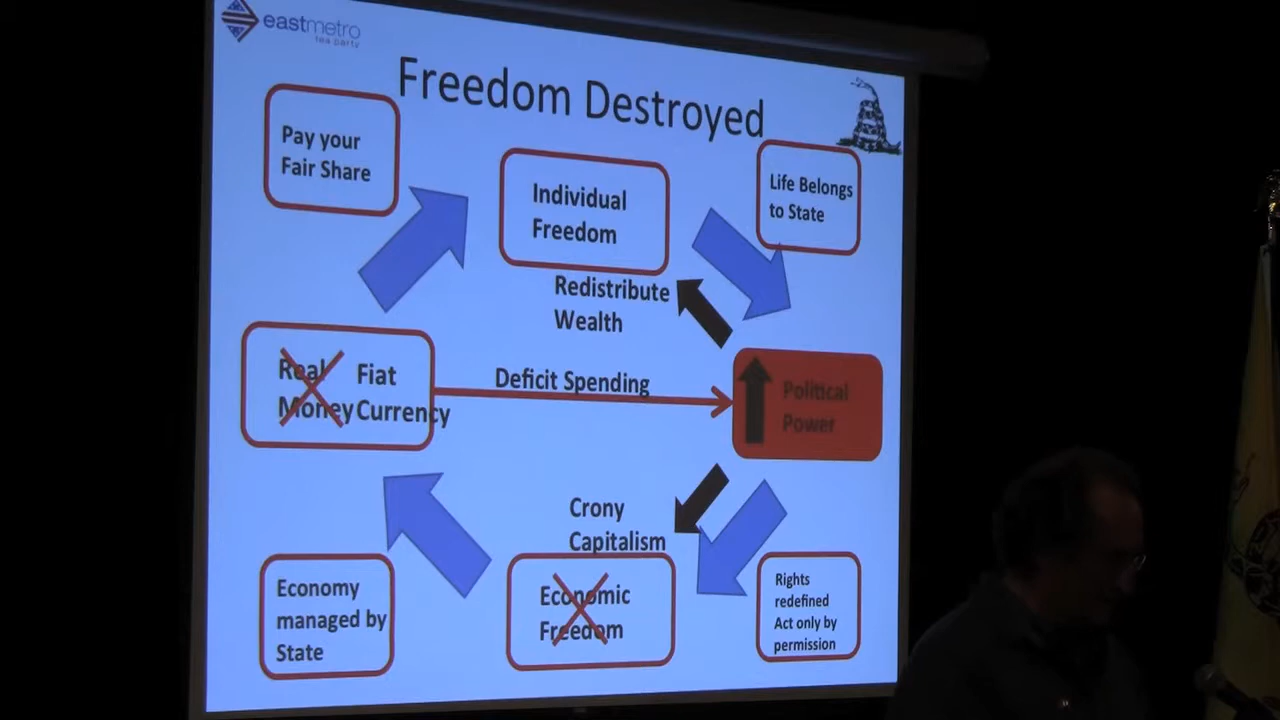 eastmetro
tea party
Freedom Destroyed
Pay your
Fair Share
Individual
Freedom
Life Belongs
to State
Redistribute
Wealth
Real
Money
Fiat
Currency
Deficit Spending
Political
Power
Crony
Capitalism
Economy
managed by
State
Economic
Freedom
Rights
redefined
Act only by
permission